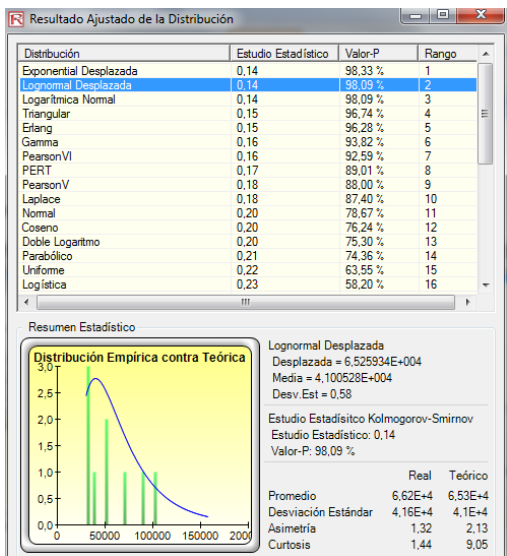 Resultado Ajustado de la Distribución
Distribución Estudio Estadístico Valor-P Rango
Exponential Desplazada 0,14 98,33 % 1
Lognormal Desplazada 0,14 98,09 % 2
Logarítmica Normal 0,14 98,09 % 3
Triangular 0,15 96,74 % 4
Erlang 0,15 96,28 % 5
Gamma 0,16 93,82 % 6
PearsonVI 0,16 92,59 % 7
PERT 0,17 89,01 % 8
PearsonV 0,18 88,00 % 9
Laplace 0,18 87,40 % 10
Normal 0,20 78,67 % 11
Coseno 0,20 76,24 % 12
Doble Logaritmo 0,20 75,30 % 13
Parabólico 0,21 74,36 % 14
Uniforme 0,22 63,55 % 15
Logística 0,23 58,20 % 16
Resumen Estadístico
Distribución Empírica contra Teórica
3,0
2,5
2,0
1,5
1,0
0,5
0,0
0 50000 100000 150000 2000
Lognormal Desplazada
Desplazada = 6,525934E+004
Media = 4,100528E+004
Desv.Est = 0,58
Estudio Estadísitco Kolmogorov-Smirnov
Estudio Estadístico: 0,14
Valor-P: 98,09 %
Real Teórico
Promedio 6,62E+4 6,53E+4
Desviación Estándar 4,16E+4 4,1E+4
Asimetría 1,32 2,13
Curtosis 1,44 9,05